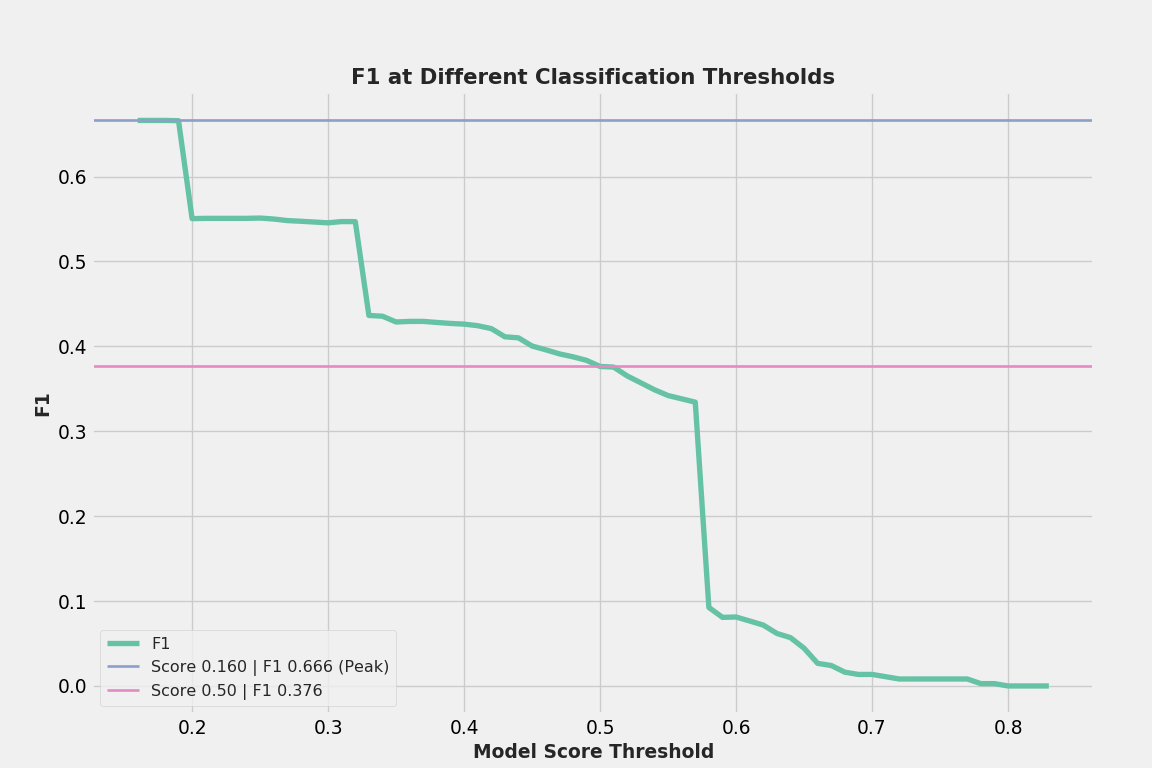 F1 at Different Classification Thresholds
0.6
0.5
0.4
0.3
0.2
0.1
0.0
F1
F1
Score 0.160 | F1 0.666 (Peak)
Score 0.50 | F1 0.376
0.2 0.3 0.4 0.5 0.6 0.7 0.8
Model Score Threshold